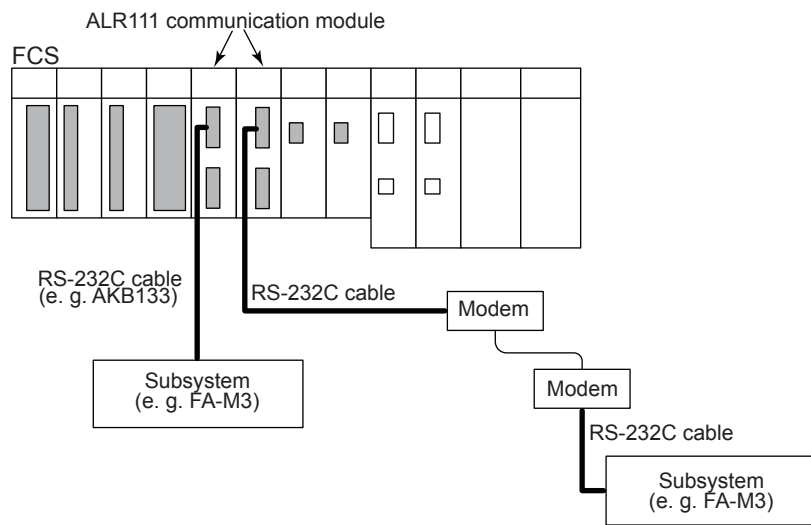 ALR111 communication module
FCS
RS-232C cable
(e. g. AKB133)
RS-232C cable
Modem
Subsystem
(e. g. FA-M3)
Modem
RS-232C cable
Subsystem
(e. g. FA-M3)